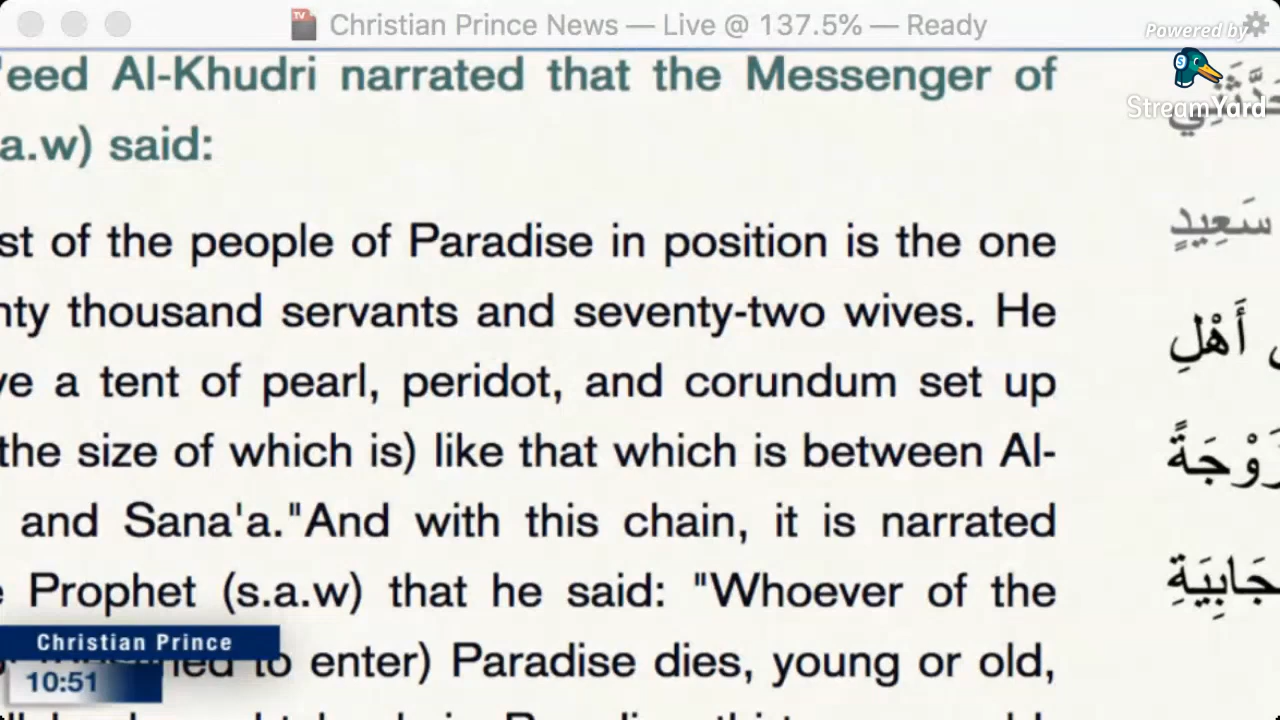 Christian Prince News — Live @ 137.5% — Ready
Powered by
StreamYard
'eed Al-Khudri narrated that the Messenger of
a.w) said:
st of the people of Paradise in position is the one
nty thousand servants and seventy-two wives. He
ve a tent of pearl, peridot, and corundum set up
the size of which is) like that which is between Al-
and Sana'a."And with this chain, it is narrated
e Prophet (s.a.w) that he said: "Whoever of the
to enter) Paradise dies, young or old,
سَعِيدٍ
أَهْلِ
زَوْجَةً
جَابِيَةِ
Christian Prince
10:51